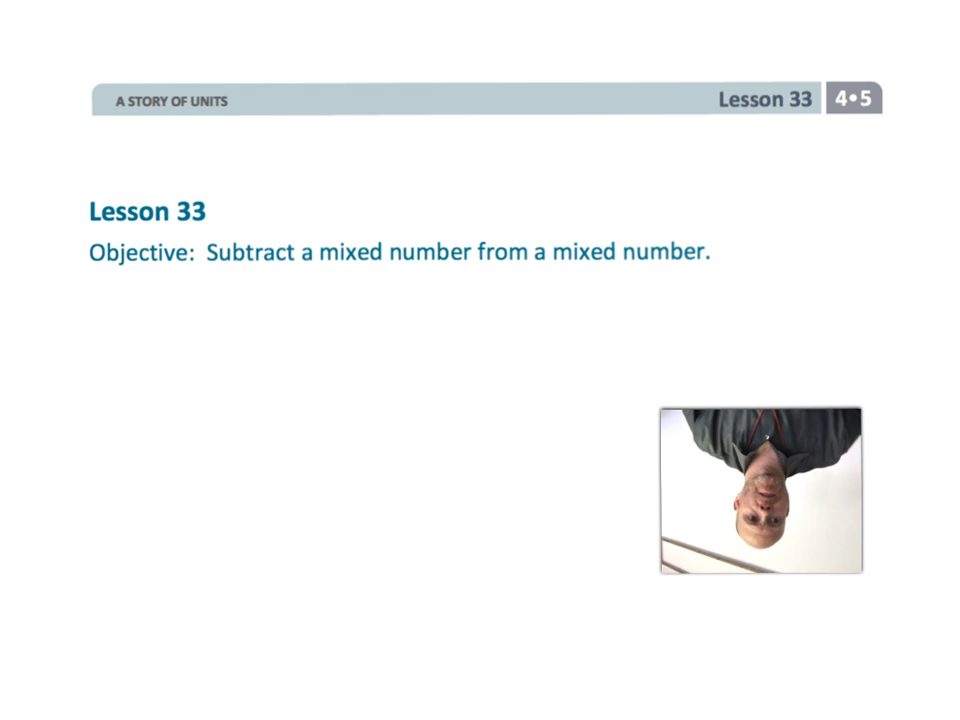 A STORY OF UNITS
Lesson 33
4•5
Lesson 33
Objective: Subtract a mixed number from a mixed number.